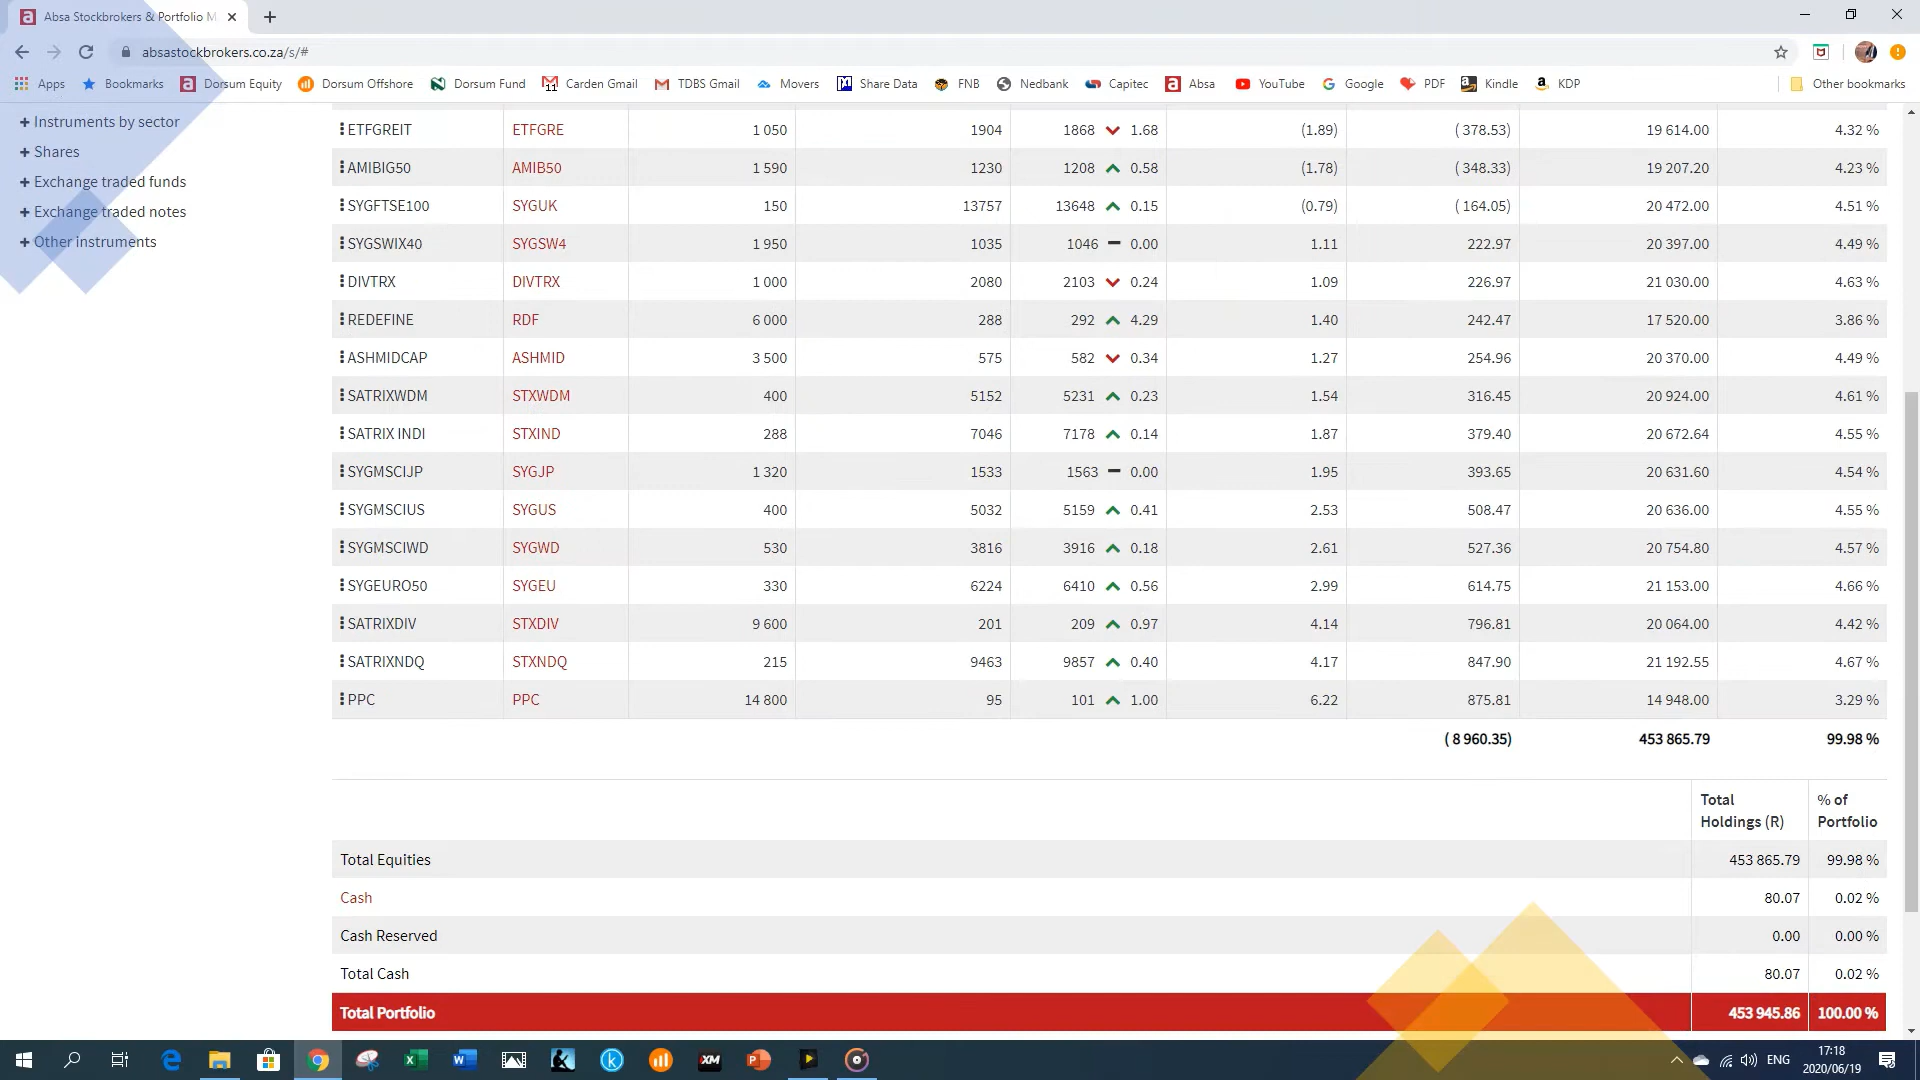 Absa Stockbrokers & Portfolio M
absastockbrokers.co.za/s/#
Apps Bookmarks Dorsum Equity Dorsum Offshore Dorsum Fund Carden Gmail TDBS Gmail Movers Share Data FNB Nedbank Capitec Absa YouTube Google PDF Kindle KDP Other bookmarks
+ Instruments by sector
+ Shares
+ Exchange traded funds
+ Exchange traded notes
+ Other instruments
ETFGREIT ETFGRE 1 050 1904 1868 1.68 (1.89) ( 378.53) 19 614.00 4.32 %
AMIBIG50 AMIB50 1 590 1230 1208 0.58 (1.78) ( 348.33) 19 207.20 4.23 %
SYGFTSE100 SYGUK 150 13757 13648 0.15 (0.79) ( 164.05) 20 472.00 4.51 %
SYGSWIX40 SYGSW4 1 950 1035 1046 0.00 1.11 222.97 20 397.00 4.49 %
DIVTRX DIVTRX 1 000 2080 2103 0.24 1.09 226.97 21 030.00 4.63 %
REDEFINE RDF 6 000 288 292 4.29 1.40 242.47 17 520.00 3.86 %
ASHMIDCAP ASHMID 3 500 575 582 0.34 1.27 254.96 20 370.00 4.49 %
SATRIXWDM STXWDM 400 5152 5231 0.23 1.54 316.45 20 924.00 4.61 %
SATRIX INDI STXIND 288 7046 7178 0.14 1.87 379.40 20 672.64 4.55 %
SYGMSCIJP SYGJP 1 320 1533 1563 0.00 1.95 393.65 20 631.60 4.54 %
SYGMSCIUS SYGUS 400 5032 5159 0.41 2.53 508.47 20 636.00 4.55 %
SYGMSCIWD SYGWD 530 3816 3916 0.18 2.61 527.36 20 754.80 4.57 %
SYGEURO50 SYGEU 330 6224 6410 0.56 2.99 614.75 21 153.00 4.66 %
SATRIXDIV STXDIV 9 600 201 209 0.97 4.14 796.81 20 064.00 4.42 %
SATRIXNDQ STXNDQ 215 9463 9857 0.40 4.17 847.90 21 192.55 4.67 %
PPC PPC 14 800 95 101 1.00 6.22 875.81 14 948.00 3.29 %
( 8 960.35) 453 865.79 99.98 %
Total Holdings (R) % of Portfolio
Total Equities 453 865.79 99.98 %
Cash 80.07 0.02 %
Cash Reserved 0.00 0.00 %
Total Cash 80.07 0.02 %
Total Portfolio 453 945.86 100.00 %
XM
ENG
17:18
2020/06/19